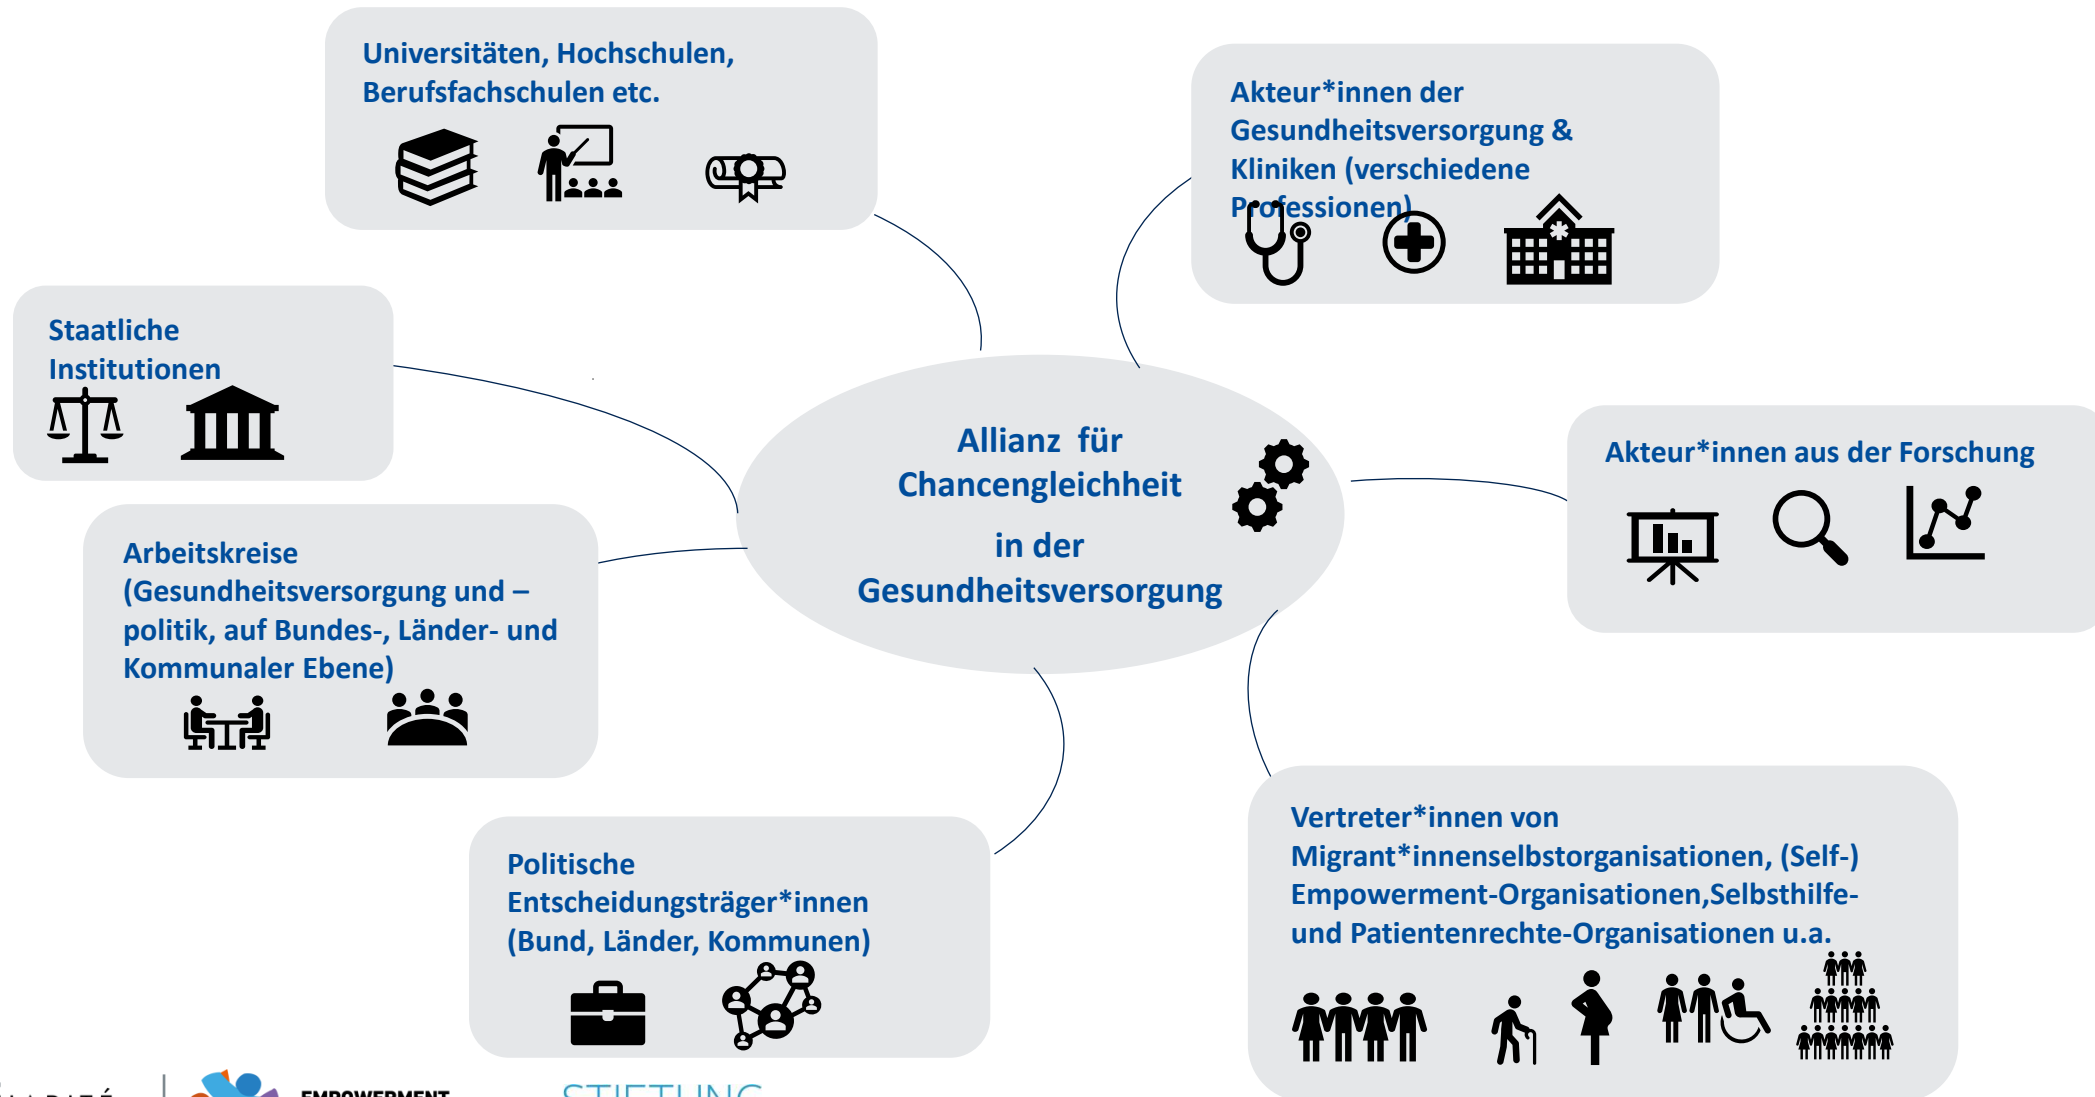 Universitäten, Hochschulen,
Berufsfachschulen etc.
Akteur*innen der
Gesundheitsversorgung &
Kliniken (verschiedene
Professionen)
Staatliche
Institutionen
Allianz für
Chancengleichheit
in der
Gesundheitsversorgung
Akteur*innen aus der Forschung
Arbeitskreise
(Gesundheitsversorgung und –
politik, auf Bundes-, Länder- und
Kommunaler Ebene)
Politische
Entscheidungsträger*innen
(Bund, Länder, Kommunen)
Vertreter*innen von
Migrant*innenselbstorganisationen, (Self-)
Empowerment-Organisationen,Selbsthilfe-
und Patientenrechte-Organisationen u.a.
EMPOWERMENT
STIFTUNG